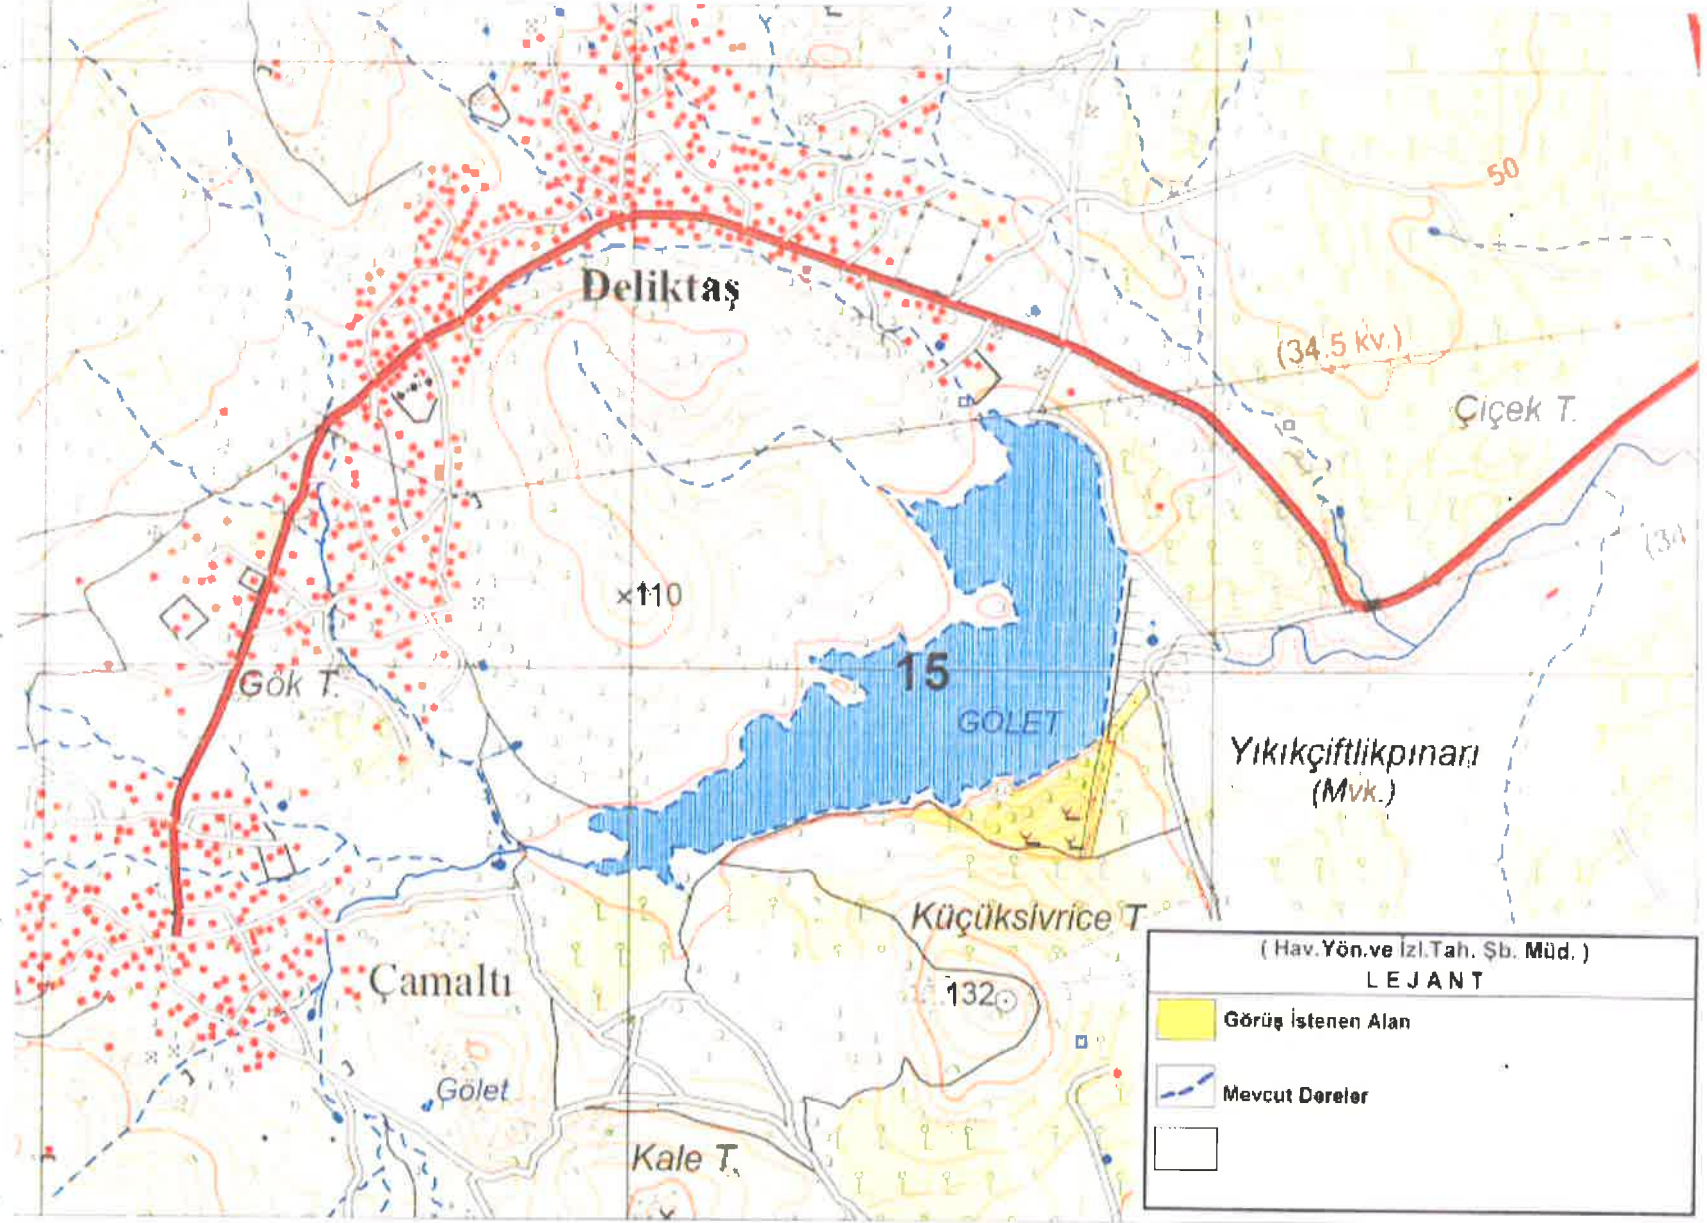 50
Deliktaş
(34.5 kv.)
Çiçek T.
(34
×110
15
Gök T.
GÖLET
Yıkıkçiftlikpınarı
(Mvk.)
Küçüksivrice T
Çamaltı
132
Gölet
Kale T.
( Hav.Yön.ve İzl.Tah. Şb. Müd. )
LEJANT
Görüş İstenen Alan
Mevcut Dereler